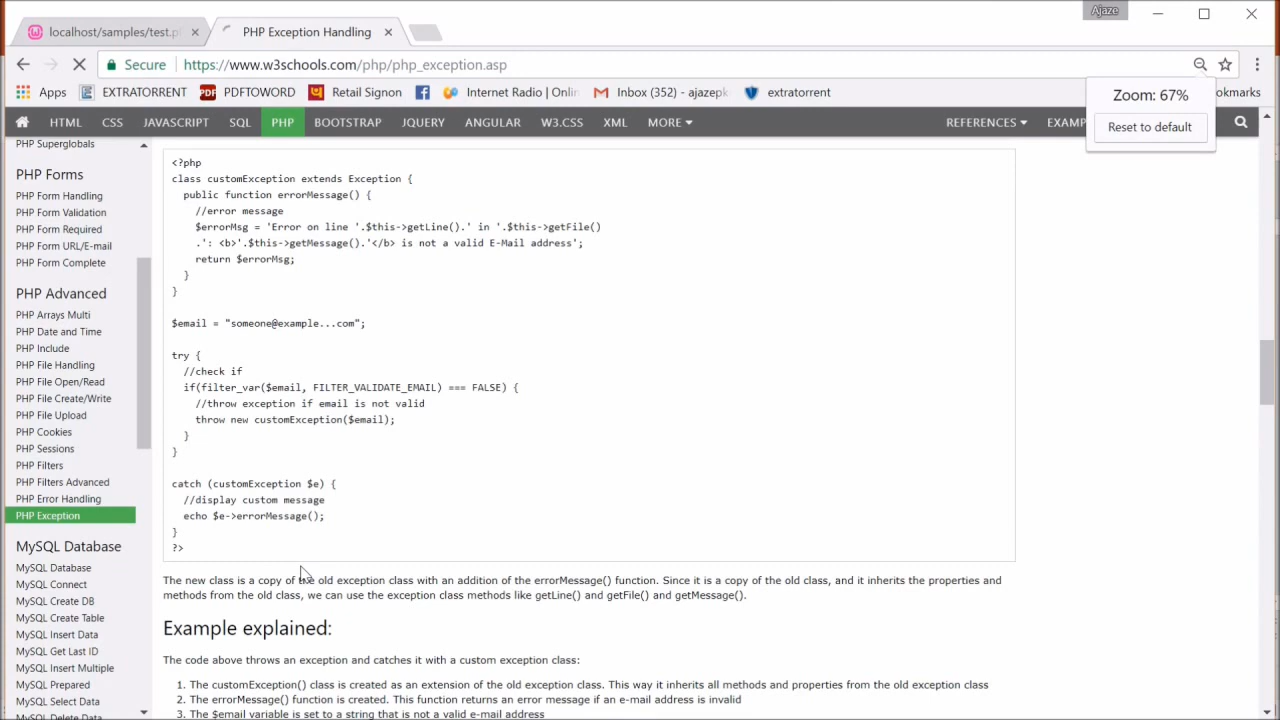 Ajaze
localhost/samples/test.p
PHP Exception Handling
Secure
https://www.w3schools.com/php/php_exception.asp
Apps
EXTRATORRENT
PDF
PDFTOWORD
Retail Signon
Internet Radio | Onlin
Inbox (352) - ajazepk
extratorrent
okmarks
Zoom: 67%
Reset to default
HTML
CSS
JAVASCRIPT
SQL
PHP
BOOTSTRAP
JQUERY
ANGULAR
W3.CSS
XML
MORE
REFERENCES
EXAMP
PHP Superglobals
PHP Forms
PHP Form Handling
PHP Form Validation
PHP Form Required
PHP Form URL/E-mail
PHP Form Complete
PHP Advanced
PHP Arrays Multi
PHP Date and Time
PHP Include
PHP File Handling
PHP File Open/Read
PHP File Create/Write
PHP File Upload
PHP Cookies
PHP Sessions
PHP Filters
PHP Filters Advanced
PHP Error Handling
PHP Exception
MySQL Database
MySQL Database
MySQL Connect
MySQL Create DB
MySQL Create Table
MySQL Insert Data
MySQL Get Last ID
MySQL Insert Multiple
MySQL Prepared
MySQL Select Data
MySQL Delete Data
<?php
class customException extends Exception {
  public function errorMessage() {
    //error message
    $errorMsg = 'Error on line '.$this->getLine().' in '.$this->getFile()
    .': <b>'.$this->getMessage().'</b> is not a valid E-Mail address';
    return $errorMsg;
  }
}
$email = "someone@example...com";
try {
  //check if
  if(filter_var($email, FILTER_VALIDATE_EMAIL) === FALSE) {
    //throw exception if email is not valid
    throw new customException($email);
  }
}
catch (customException $e) {
  //display custom message
  echo $e->errorMessage();
}
?>
The new class is a copy of the old exception class with an addition of the errorMessage() function. Since it is a copy of the old class, and it inherits the properties and
methods from the old class, we can use the exception class methods like getLine() and getFile() and getMessage().
Example explained:
The code above throws an exception and catches it with a custom exception class:
1. The customException() class is created as an extension of the old exception class. This way it inherits all methods and properties from the old exception class
2. The errorMessage() function is created. This function returns an error message if an e-mail address is invalid
3. The $email variable is set to a string that is not a valid e-mail address